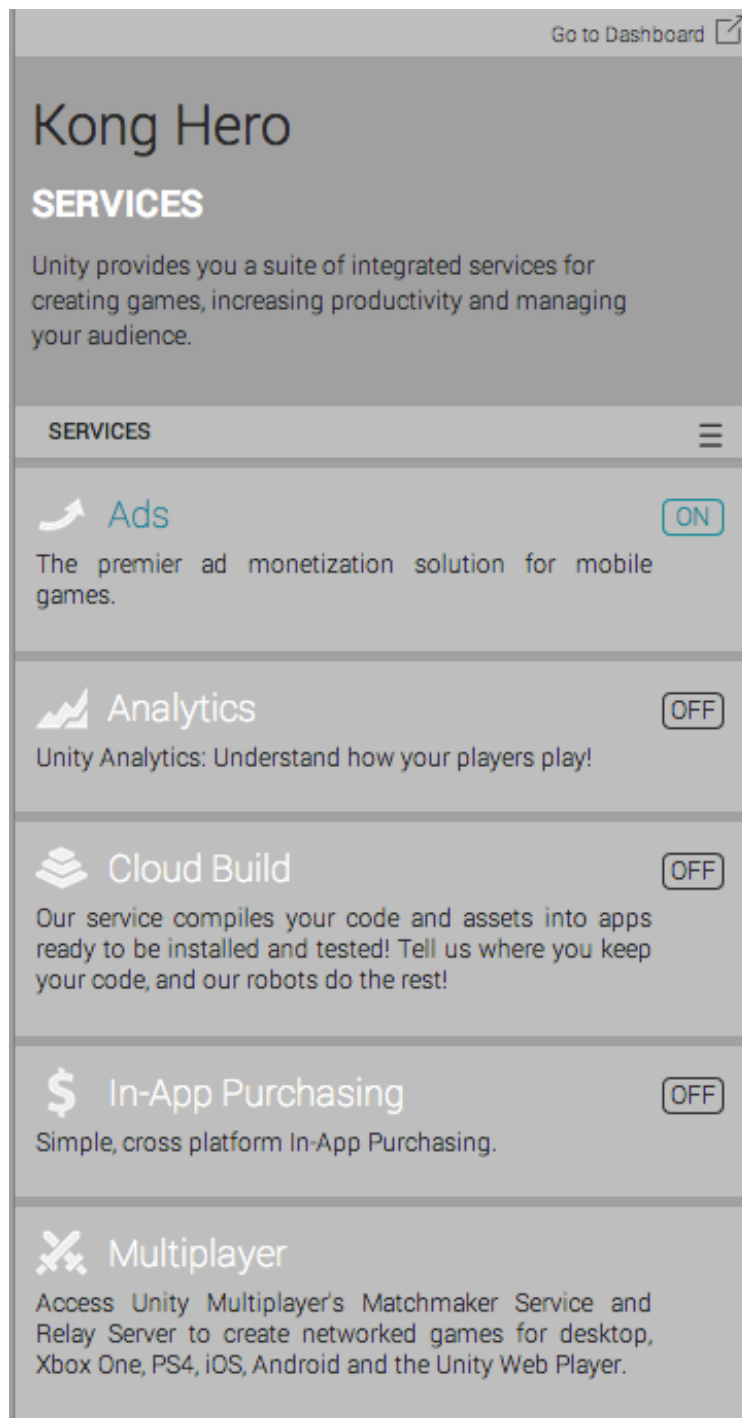 Go to Dashboard
Kong Hero
SERVICES
Unity provides you a suite of integrated services for
creating games, increasing productivity and managing
your audience.
SERVICES
Ads
ON
The premier ad monetization solution for mobile
games.
Analytics
OFF
Unity Analytics: Understand how your players play!
Cloud Build
OFF
Our service compiles your code and assets into apps
ready to be installed and tested! Tell us where you keep
your code, and our robots do the rest!
In-App Purchasing
OFF
Simple, cross platform In-App Purchasing.
Multiplayer
Access Unity Multiplayer's Matchmaker Service and
Relay Server to create networked games for desktop,
Xbox One, PS4, iOS, Android and the Unity Web Player.